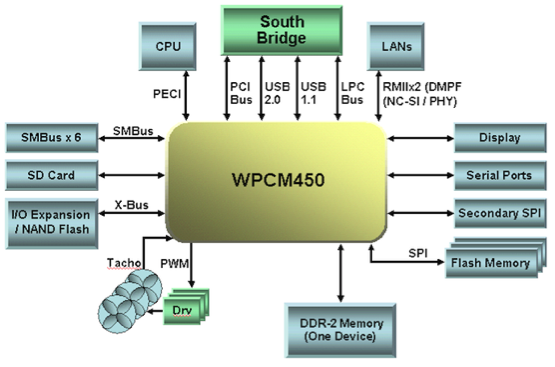 South
Bridge
CPU
LANs
PECI
PCI
Bus
USB
2.0
USB
1.1
LPC
Bus
RMIIx2 (DMPF
(NC-SI / PHY)
SMBus x 6
SMBus
SD Card
X-Bus
I/O Expansion
/ NAND Flash
WPCM450
Display
Serial Ports
Secondary SPI
SPI
Flash Memory
Tacho
PWM
Drv
DDR-2 Memory
(One Device)